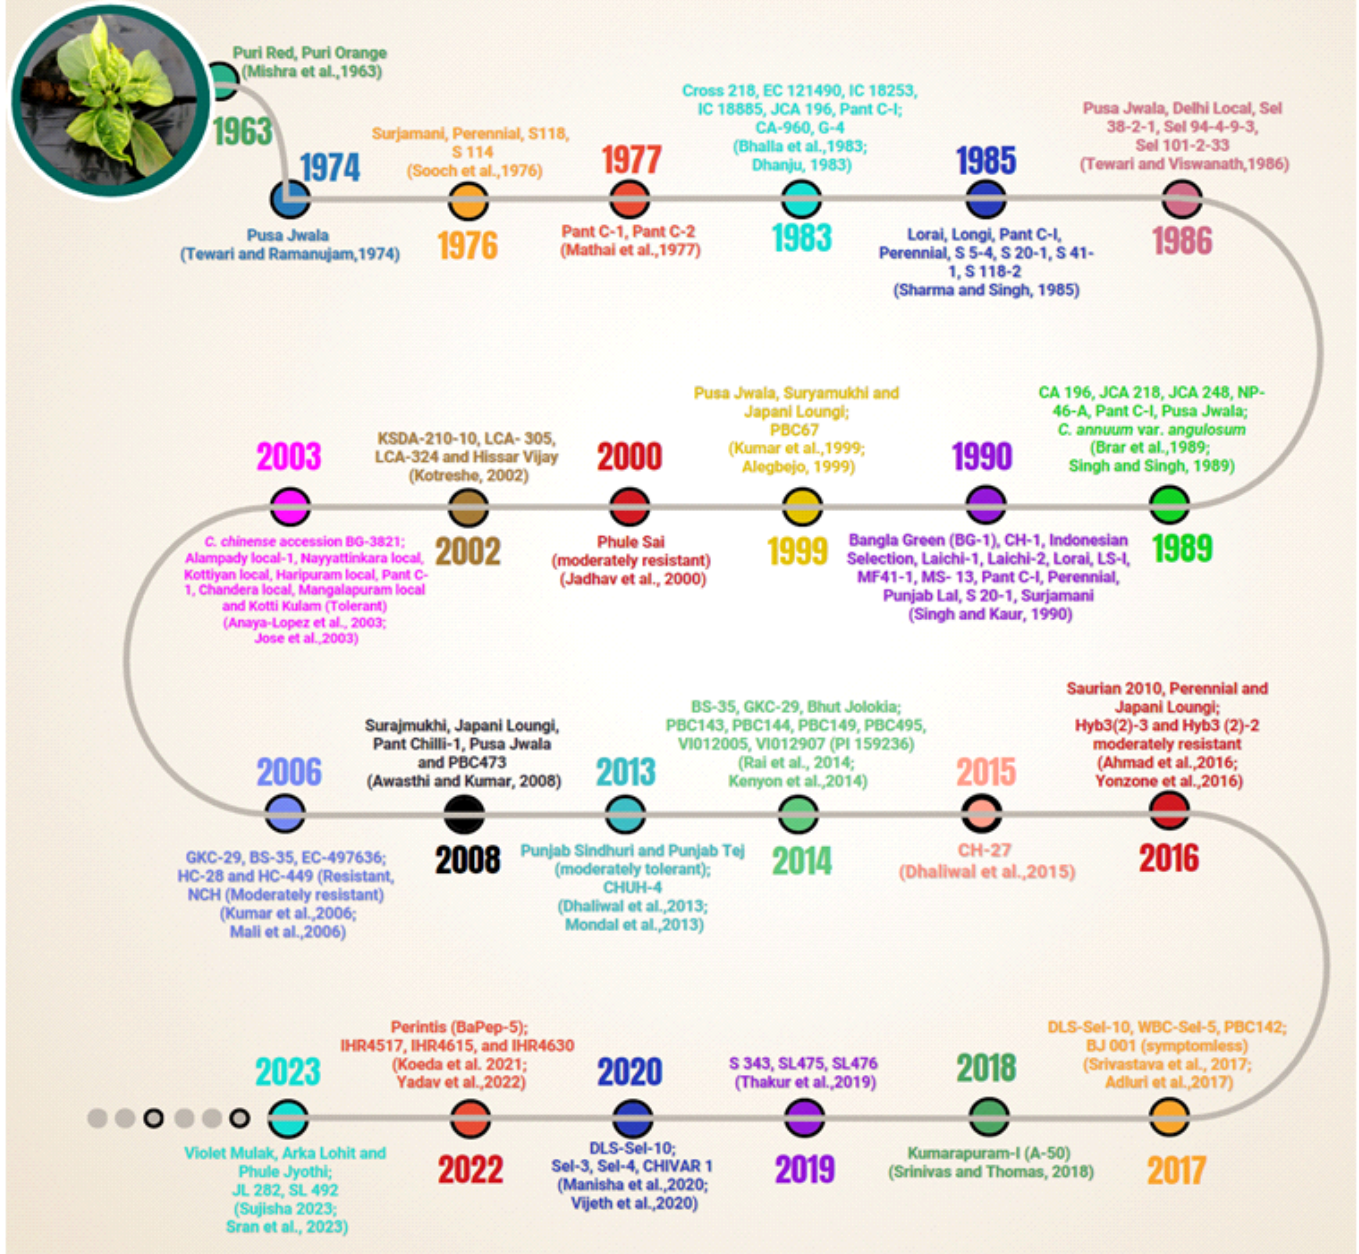 Puri Red, Puri Orange
(Mishra et al.,1963)
1963
1974
Pusa Jwala
(Tewari and Ramanujam,1974)
Surjamani, Perennial, S118,
S 114
(Sooch et al.,1976)
1976
1977
Pant C-1, Pant C-2
(Mathai et al.,1977)
Cross 218, EC 121490, IC 18253,
IC 18885, JCA 196, Pant C-I;
CA-960, G-4
(Bhalla et al.,1983;
Dhanju, 1983)
1983
1985
Lorai, Longi, Pant C-I,
Perennial, S 5-4, S 20-1, S 41-
1, S 118-2
(Sharma and Singh, 1985)
Pusa Jwala, Delhi Local, Sel
38-2-1, Sel 94-4-9-3,
Sel 101-2-33
(Tewari and Viswanath,1986)
1986
CA 196, JCA 218, JCA 248, NP-
46-A, Pant C-I, Pusa Jwala;
C. annuum var. angulosum
(Brar et al.,1989;
Singh and Singh, 1989)
1989
1990
Bangla Green (BG-1), CH-1, Indonesian
Selection, Laichi-1, Laichi-2, Lorai, LS-I,
MF41-1, MS- 13, Pant C-I, Perennial,
Punjab Lal, S 20-1, Surjamani
(Singh and Kaur, 1990)
Pusa Jwala, Suryamukhi and
Japani Loungi;
PBC67
(Kumar et al.,1999;
Alegbejo, 1999)
1999
2000
Phule Sai
(moderately resistant)
(Jadhav et al., 2000)
KSDA-210-10, LCA- 305,
LCA-324 and Hissar Vijay
(Kotreshe, 2002)
2002
2003
C. chinense accession BG-3821;
Alampady local-1, Nayyattinkara local,
Kottiyan local, Haripuram local, Pant C-
1, Chandera local, Mangalapuram local
and Kotti Kulam (Tolerant)
(Anaya-Lopez et al., 2003;
Jose et al.,2003)
2006
GKC-29, BS-35, EC-497636;
HC-28 and HC-449 (Resistant,
NCH (Moderately resistant)
(Kumar et al.,2006;
Mali et al.,2006)
Surajmukhi, Japani Loungi,
Pant Chilli-1, Pusa Jwala
and PBC473
(Awasthi and Kumar, 2008)
2008
2013
Punjab Sindhuri and Punjab Tej
(moderately tolerant);
CHUH-4
(Dhaliwal et al.,2013;
Mondal et al.,2013)
BS-35, GKC-29, Bhut Jolokia;
PBC143, PBC144, PBC149, PBC495,
VI012005, VI012907 (PI 159236)
(Rai et al., 2014;
Kenyon et al.,2014)
2014
2015
CH-27
(Dhaliwal et al.,2015)
Saurian 2010, Perennial and
Japani Loungi;
Hyb3(2)-3 and Hyb3 (2)-2
moderately resistant
(Ahmad et al.,2016;
Yonzone et al.,2016)
2016
DLS-Sel-10, WBC-Sel-5, PBC142;
BJ 001 (symptomless)
(Srivastava et al., 2017;
Adluri et al.,2017)
2017
2018
Kumarapuram-I (A-50)
(Srinivas and Thomas, 2018)
S 343, SL475, SL476
(Thakur et al.,2019)
2019
2020
DLS-Sel-10;
Sel-3, Sel-4, CHIVAR 1
(Manisha et al.,2020;
Vijeth et al.,2020)
Perintis (BaPep-5);
IHR4517, IHR4615, and IHR4630
(Koeda et al. 2021;
Yadav et al.,2022)
2022
2023
Violet Mulak, Arka Lohit and
Phule Jyothi;
JL 282, SL 492
(Sujisha 2023;
Sran et al., 2023)